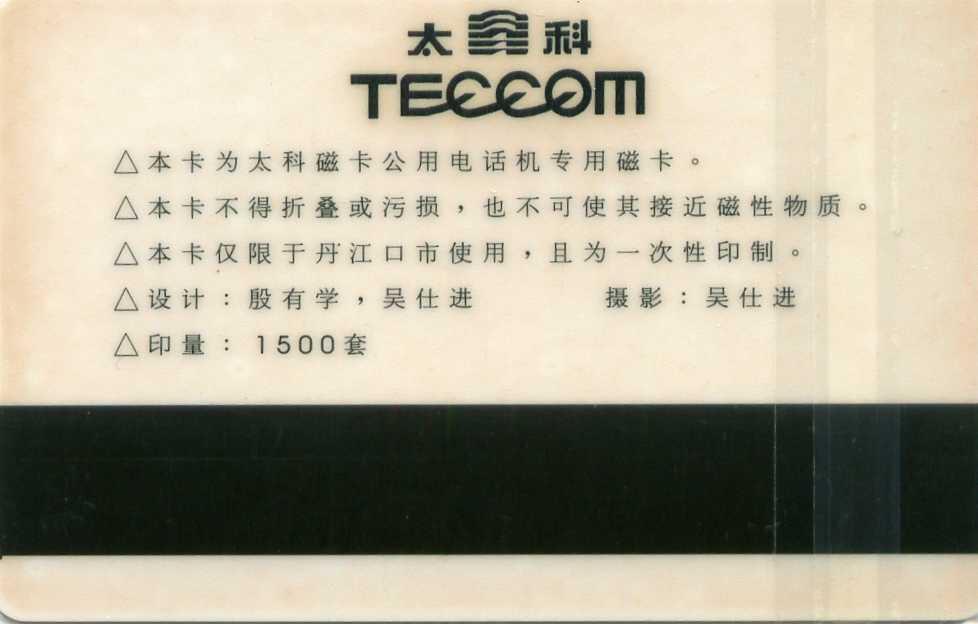 太科
TECCOM
△本卡为太科磁卡公用电话机专用磁卡。
△本卡不得折叠或污损，也不可使其接近磁性物质。
△本卡仅限于丹江口市使用，且为一次性印制。
△设计：殷有学，吴仕进 摄影：吴仕进
△印量：1500套